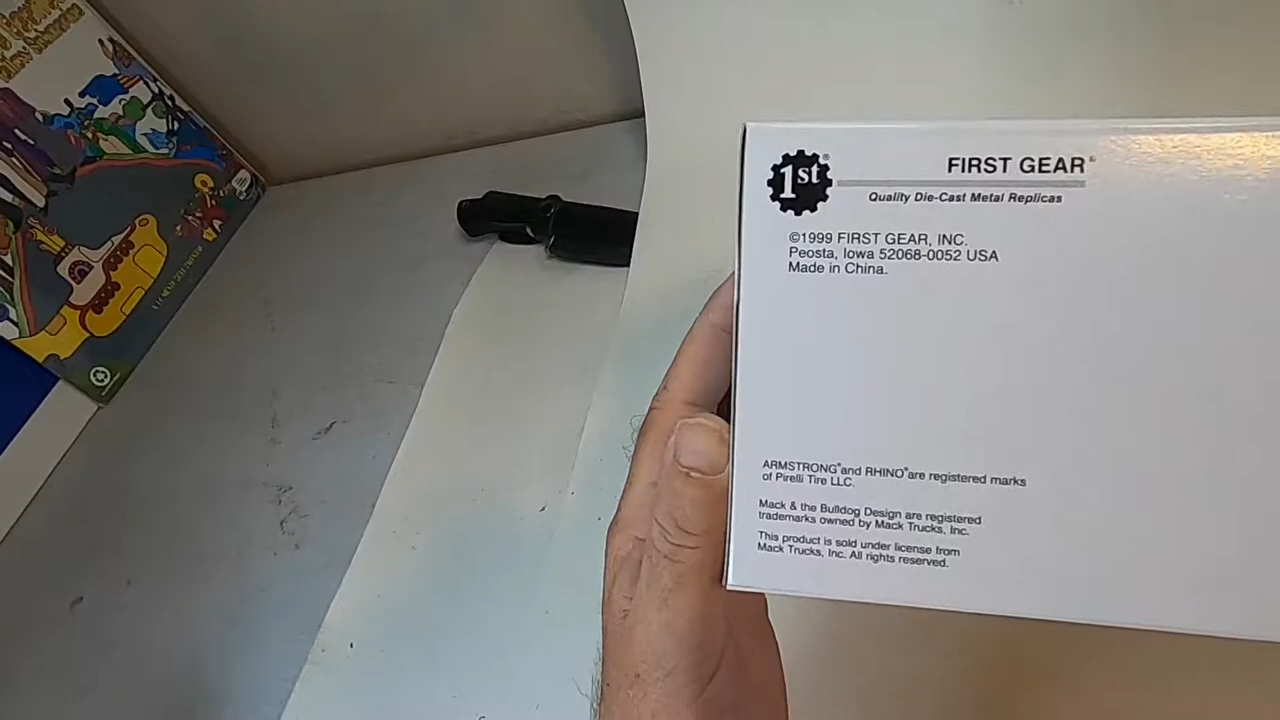 1st®
FIRST GEAR®
Quality Die-Cast Metal Replicas
©1999 FIRST GEAR, INC.
Peosta, Iowa 52068-0052 USA
Made in China.
ARMSTRONG® and RHINO® are registered marks
of Pirelli Tire LLC.
Mack & the Bulldog Design are registered
trademarks owned by Mack Trucks, Inc.
This product is sold under license from
Mack Trucks, Inc. All rights reserved.